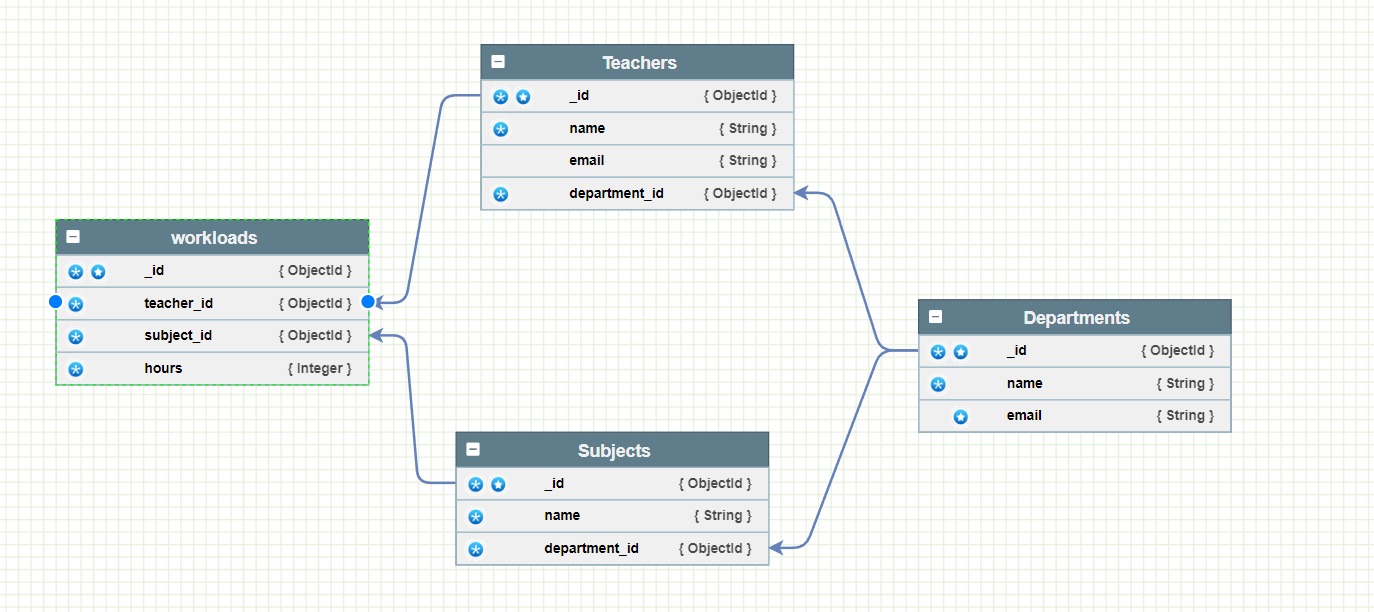 Teachers
_id { ObjectId }
name { String }
email { String }
department_id { ObjectId }
workloads
_id { ObjectId }
teacher_id { ObjectId }
subject_id { ObjectId }
hours { Integer }
Departments
_id { ObjectId }
name { String }
email { String }
Subjects
_id { ObjectId }
name { String }
department_id { ObjectId }